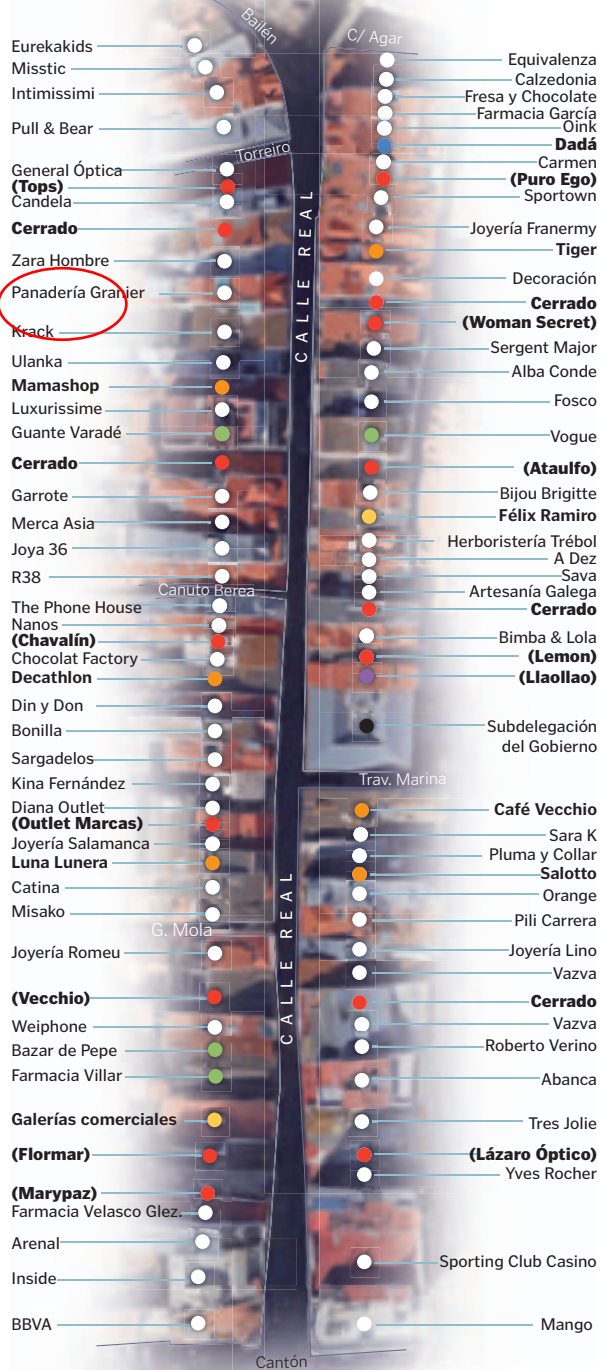 Bailén
C/ Agar
Eurekakids
Misstic
Intimissimi
Pull & Bear
Torreiro
General Óptica
(Tops)
Candela
Cerrado
Zara Hombre
Panadería Granier
Krack
Ulanka
Mamashop
Luxurissime
Guante Varadé
Cerrado
Garrote
Merca Asia
Joya 36
R38
Canuto Berea
The Phone House
Nanos
(Chavalín)
Chocolat Factory
Decathlon
Din y Don
Bonilla
Sargadelos
Kina Fernández
Diana Outlet
(Outlet Marcas)
Joyería Salamanca
Luna Lunera
Catina
Misako
G. Mola
Joyería Romeu
(Vecchio)
Weiphone
Bazar de Pepe
Farmacia Villar
Galerías comerciales
(Flormar)
(Marypaz)
Farmacia Velasco Glez.
Arenal
Inside
BBVA
CALLE REAL
CALLE REAL
Equivalenza
Calzedonia
Fresa y Chocolate
Farmacia García
Oink
Dadá
Carmen
(Puro Ego)
Sportown
Joyería Franermy
Tiger
Decoración
Cerrado
(Woman Secret)
Sergent Major
Alba Conde
Fosco
Vogue
(Ataulfo)
Bijou Brigitte
Félix Ramiro
Herboristería Trébol
A Dez
Sava
Artesanía Galega
Cerrado
Bimba & Lola
(Lemon)
(Llaollao)
Subdelegación
del Gobierno
Trav. Marina
Café Vecchio
Sara K
Pluma y Collar
Salotto
Orange
Pili Carrera
Joyería Lino
Vazva
Cerrado
Vazva
Roberto Verino
Abanca
Tres Jolie
(Lázaro Óptico)
Yves Rocher
Sporting Club Casino
Mango
Cantón